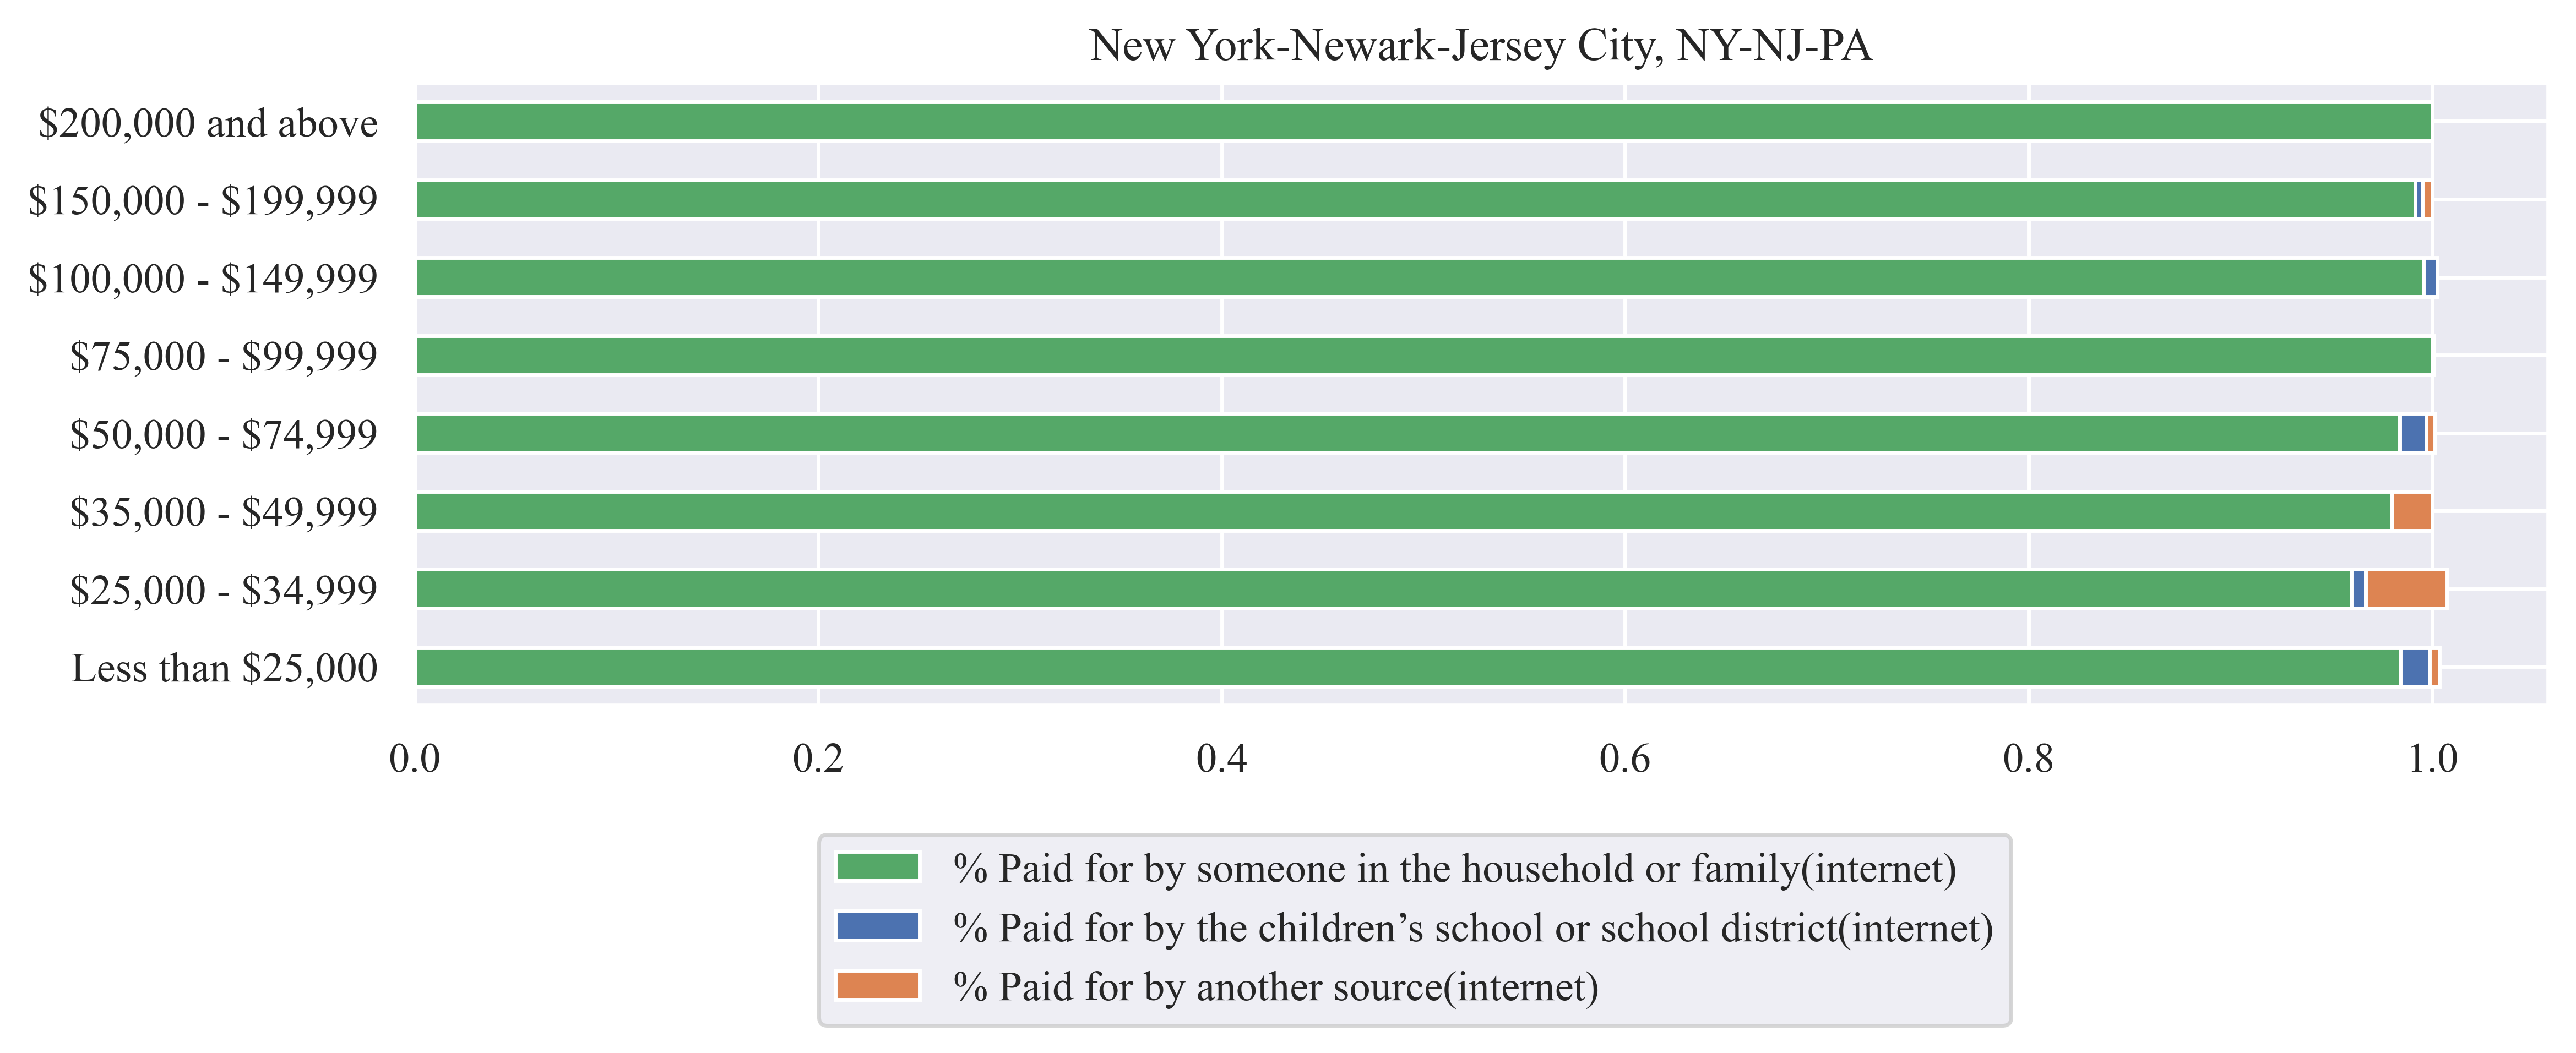 New York-Newark-Jersey City, NY-NJ-PA
$200,000 and above
$150,000 - $199,999
$100,000 - $149,999
$75,000 - $99,999
$50,000 - $74,999
$35,000 - $49,999
$25,000 - $34,999
Less than $25,000
0.0 0.2 0.4 0.6 0.8 1.0
% Paid for by someone in the household or family(internet)
% Paid for by the children’s school or school district(internet)
% Paid for by another source(internet)